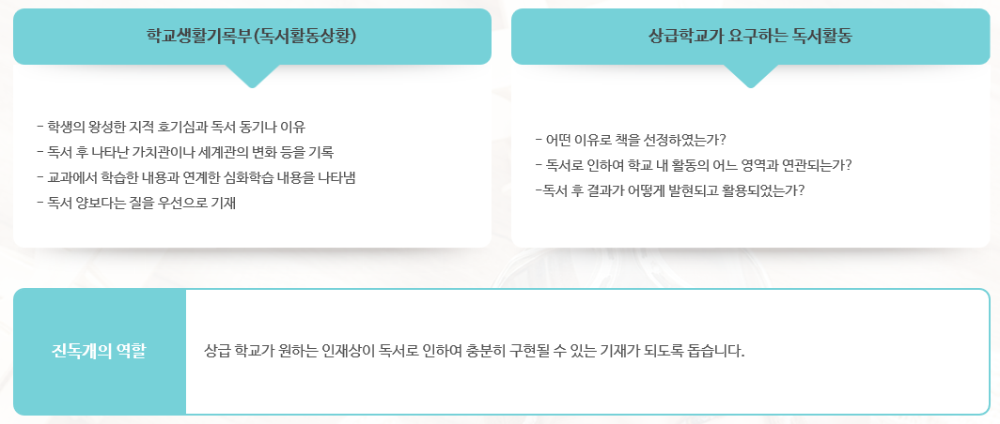 학교생활기록부(독서활동상황)
- 학생의 왕성한 지적 호기심과 독서 동기나 이유
- 독서 후 나타난 가치관이나 세계관의 변화 등을 기록
- 교과에서 학습한 내용과 연계한 심화학습 내용을 나타냄
- 독서 양보다는 질을 우선으로 기재
상급학교가 요구하는 독서활동
- 어떤 이유로 책을 선정하였는가?
- 독서로 인하여 학교 내 활동의 어느 영역과 연관되는가?
-독서 후 결과가 어떻게 발현되고 활용되었는가?
진독개의 역할
상급 학교가 원하는 인재상이 독서로 인하여 충분히 구현될 수 있는 기재가 되도록 돕습니다.